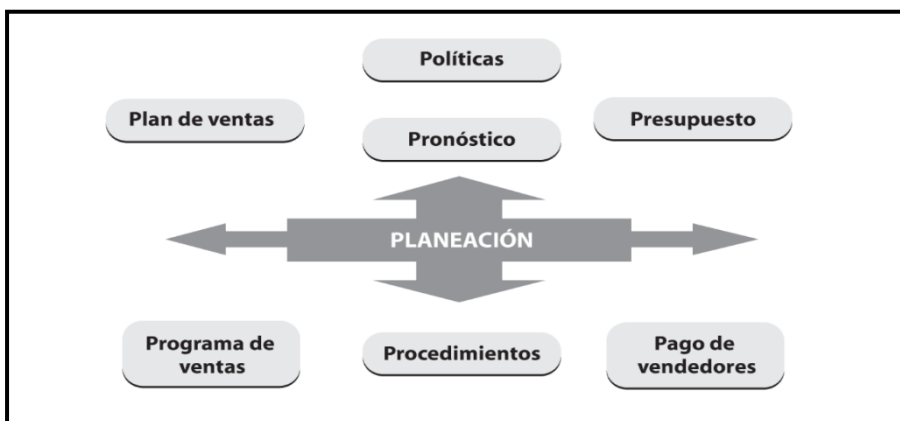 Políticas
Plan de ventas
Presupuesto
Pronóstico
PLANEACIÓN
Programa de
ventas
Procedimientos
Pago de
vendedores